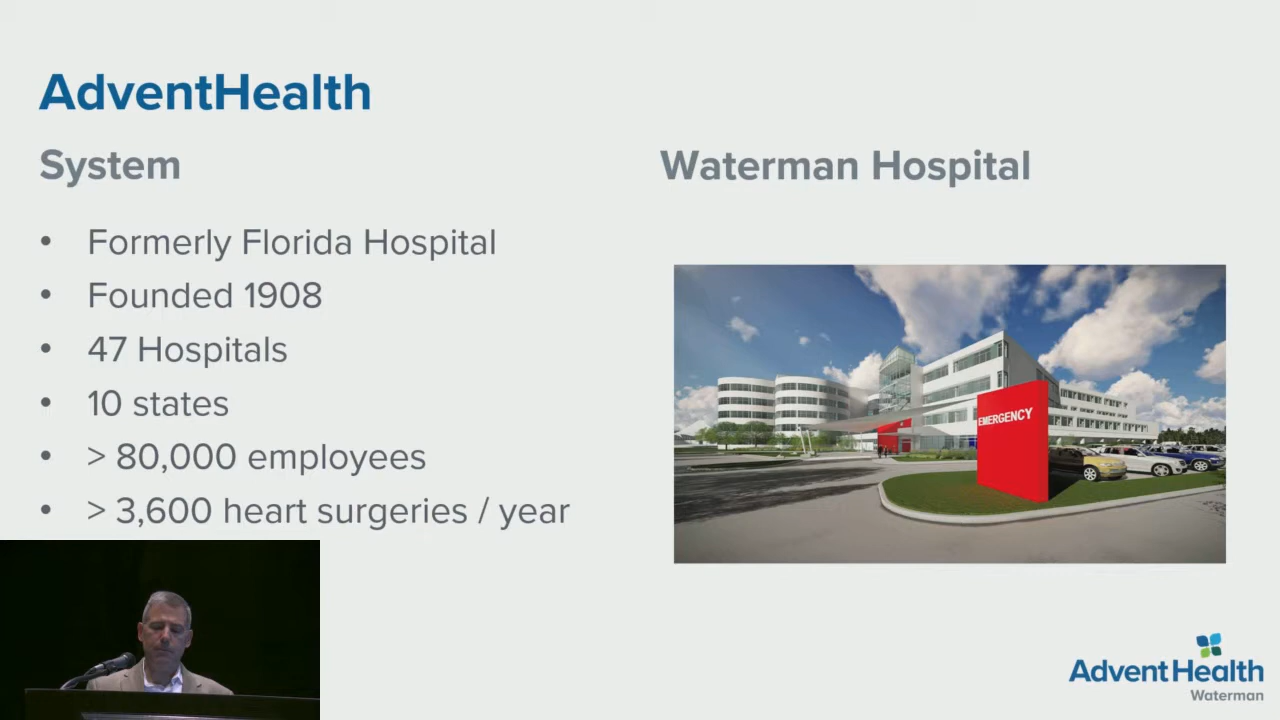 AdventHealth
System
• Formerly Florida Hospital
• Founded 1908
• 47 Hospitals
• 10 states
• > 80,000 employees
• > 3,600 heart surgeries / year
Waterman Hospital
EMERGENCY
AdventHealth
Waterman